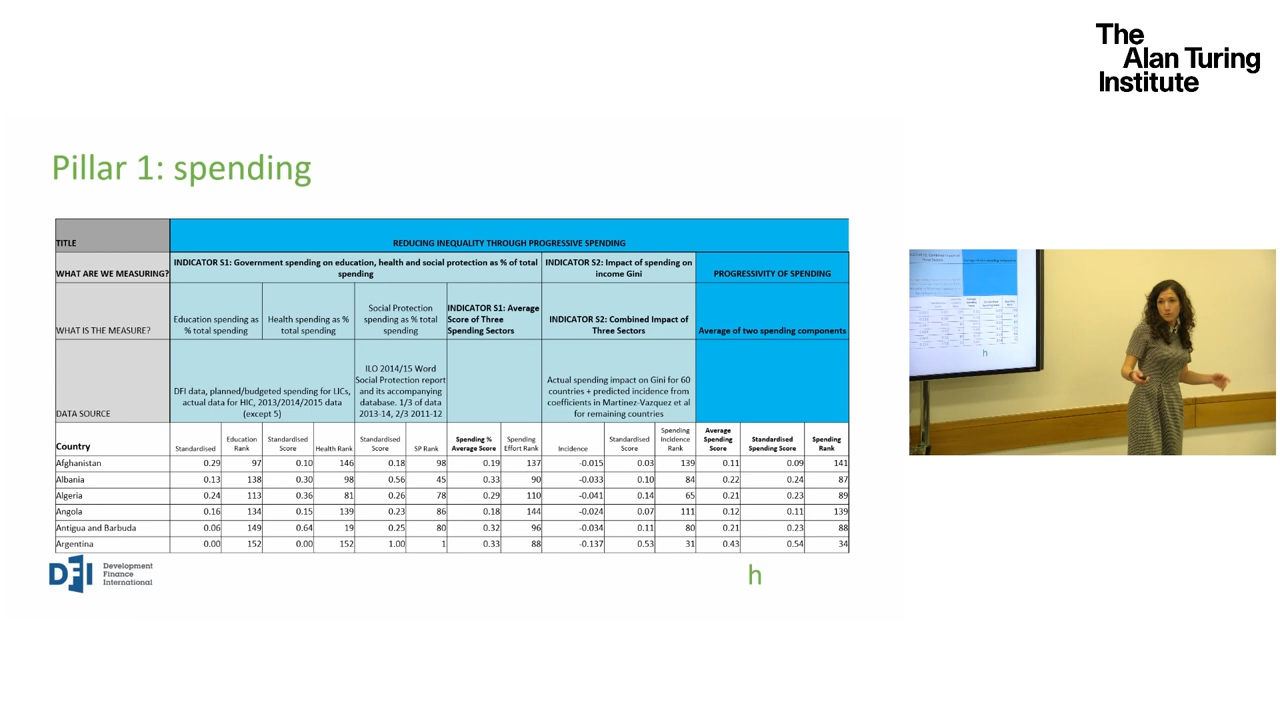 The
Alan Turing
Institute
Pillar 1: spending
TITLE
REDUCING INEQUALITY THROUGH PROGRESSIVE SPENDING
WHAT ARE WE MEASURING?
INDICATOR S1: Government spending on education, health and social protection as % of total
spending
INDICATOR S2: Impact of spending on
income Gini
PROGRESSIVITY OF SPENDING
WHAT IS THE MEASURE?
Education spending as
% total spending
Health spending as %
total spending
Social Protection
spending as % total
spending
INDICATOR S1: Average
Score of Three
Spending Sectors
INDICATOR S2: Combined Impact of
Three Sectors
Average of two spending components
DATA SOURCE
DFI data, planned/budgeted spending for LICs,
actual data for HIC, 2013/2014/2015 data
(except 5)
ILO 2014/15 Word
Social Protection report
and its accompanying
database. 1/3 of data
2013-14, 2/3 2011-12
Actual spending impact on Gini for 60
countries + predicted incidence from
coefficients in Martinez-Vazquez et al
for remaining countries
Country
Standardised
Education
Rank
Standardised
Score
Health Rank
Standardised
Score
SP Rank
Spending %
Average Score
Spending
Effort Rank
Incidence
Standardised
Score
Spending
Incidence
Rank
Average
Spending
Score
Standardised
Spending Score
Spending
Rank
Afghanistan 0.29 97 0.10 146 0.18 98 0.19 137 -0.015 0.03 139 0.11 0.09 141
Albania 0.13 138 0.30 98 0.56 45 0.33 90 -0.033 0.10 84 0.22 0.24 87
Algeria 0.24 113 0.36 81 0.26 78 0.29 110 -0.041 0.14 65 0.21 0.23 89
Angola 0.16 134 0.15 139 0.23 86 0.18 144 -0.024 0.07 111 0.12 0.11 139
Antigua and Barbuda 0.06 149 0.64 19 0.25 80 0.32 96 -0.034 0.11 80 0.21 0.23 88
Argentina 0.00 152 0.00 152 1.00 1 0.33 88 -0.137 0.53 31 0.43 0.54 34
DFI
Development
Finance
International
h
h